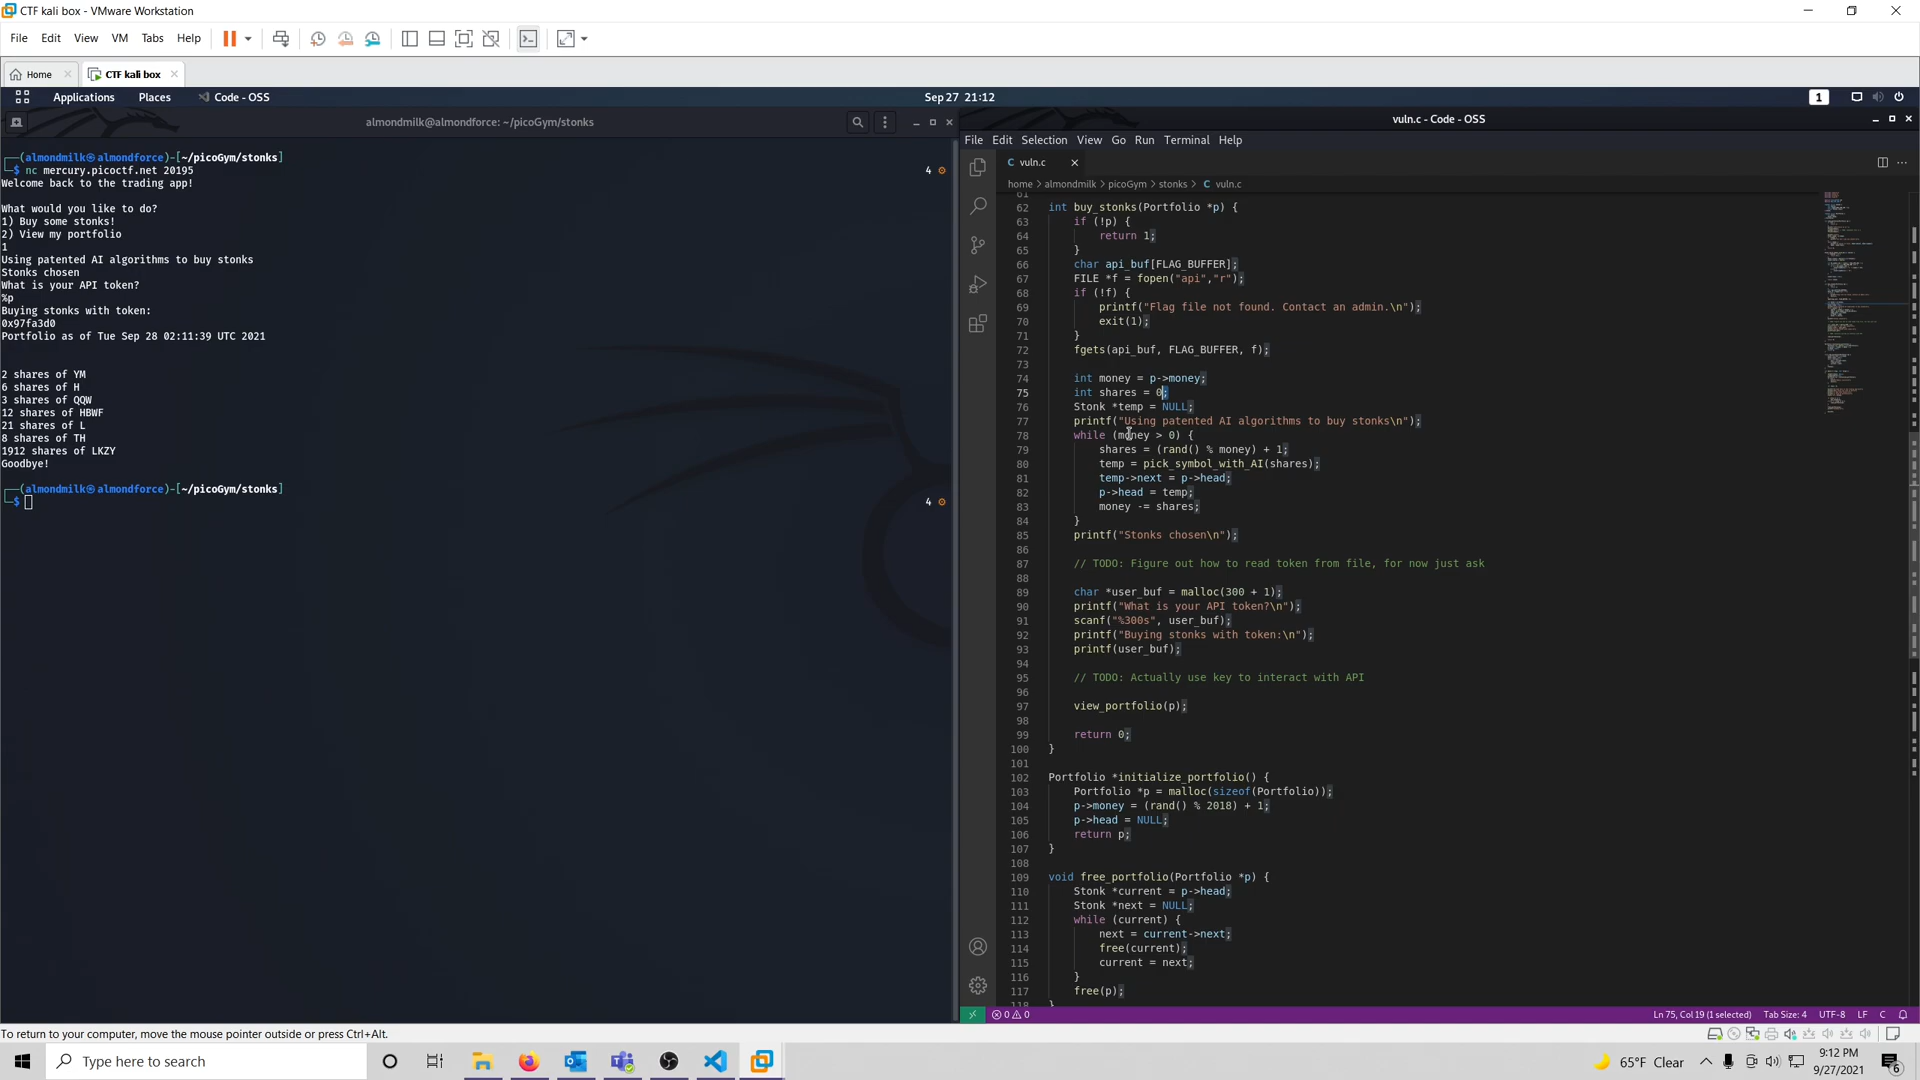 CTF kali box - VMware Workstation
File Edit View VM Tabs Help
Home CTF kali box
Applications Places Code - OSS Sep 27 21:12 1
almondmilk@almondforce: ~/picoGym/stonks
(almondmilk㉿almondforce)-[~/picoGym/stonks]
$ nc mercury.picoctf.net 20195 4
Welcome back to the trading app!
What would you like to do?
1) Buy some stonks!
2) View my portfolio
1
Using patented AI algorithms to buy stonks
Stonks chosen
What is your API token?
%p
Buying stonks with token:
0x97fa3d0
Portfolio as of Tue Sep 28 02:11:39 UTC 2021
2 shares of YM
6 shares of H
3 shares of QQW
12 shares of HBWF
21 shares of L
8 shares of TH
1912 shares of LKZY
Goodbye!
(almondmilk㉿almondforce)-[~/picoGym/stonks]
$ 4
vuln.c - Code - OSS
File Edit Selection View Go Run Terminal Help
C vuln.c
home > almondmilk > picoGym > stonks > C vuln.c
61
62 int buy_stonks(Portfolio *p) {
63 if (!p) {
64 return 1;
65 }
66 char api_buf[FLAG_BUFFER];
67 FILE *f = fopen("api","r");
68 if (!f) {
69 printf("Flag file not found. Contact an admin.\n");
70 exit(1);
71 }
72 fgets(api_buf, FLAG_BUFFER, f);
73
74 int money = p->money;
75 int shares = 0;
76 Stonk *temp = NULL;
77 printf("Using patented AI algorithms to buy stonks\n");
78 while (money > 0) {
79 shares = (rand() % money) + 1;
80 temp = pick_symbol_with_AI(shares);
81 temp->next = p->head;
82 p->head = temp;
83 money -= shares;
84 }
85 printf("Stonks chosen\n");
86
87 // TODO: Figure out how to read token from file, for now just ask
88
89 char *user_buf = malloc(300 + 1);
90 printf("What is your API token?\n");
91 scanf("%300s", user_buf);
92 printf("Buying stonks with token:\n");
93 printf(user_buf);
94
95 // TODO: Actually use key to interact with API
96
97 view_portfolio(p);
98
99 return 0;
100 }
101
102 Portfolio *initialize_portfolio() {
103 Portfolio *p = malloc(sizeof(Portfolio));
104 p->money = (rand() % 2018) + 1;
105 p->head = NULL;
106 return p;
107 }
108
109 void free_portfolio(Portfolio *p) {
110 Stonk *current = p->head;
111 Stonk *next = NULL;
112 while (current) {
113 next = current->next;
114 free(current);
115 current = next;
116 }
117 free(p);
118 }
0 0 Ln 75, Col 19 (1 selected) Tab Size: 4 UTF-8 LF C
To return to your computer, move the mouse pointer outside or press Ctrl+Alt.
Type here to search 65°F Clear 9:12 PM
9/27/2021 6